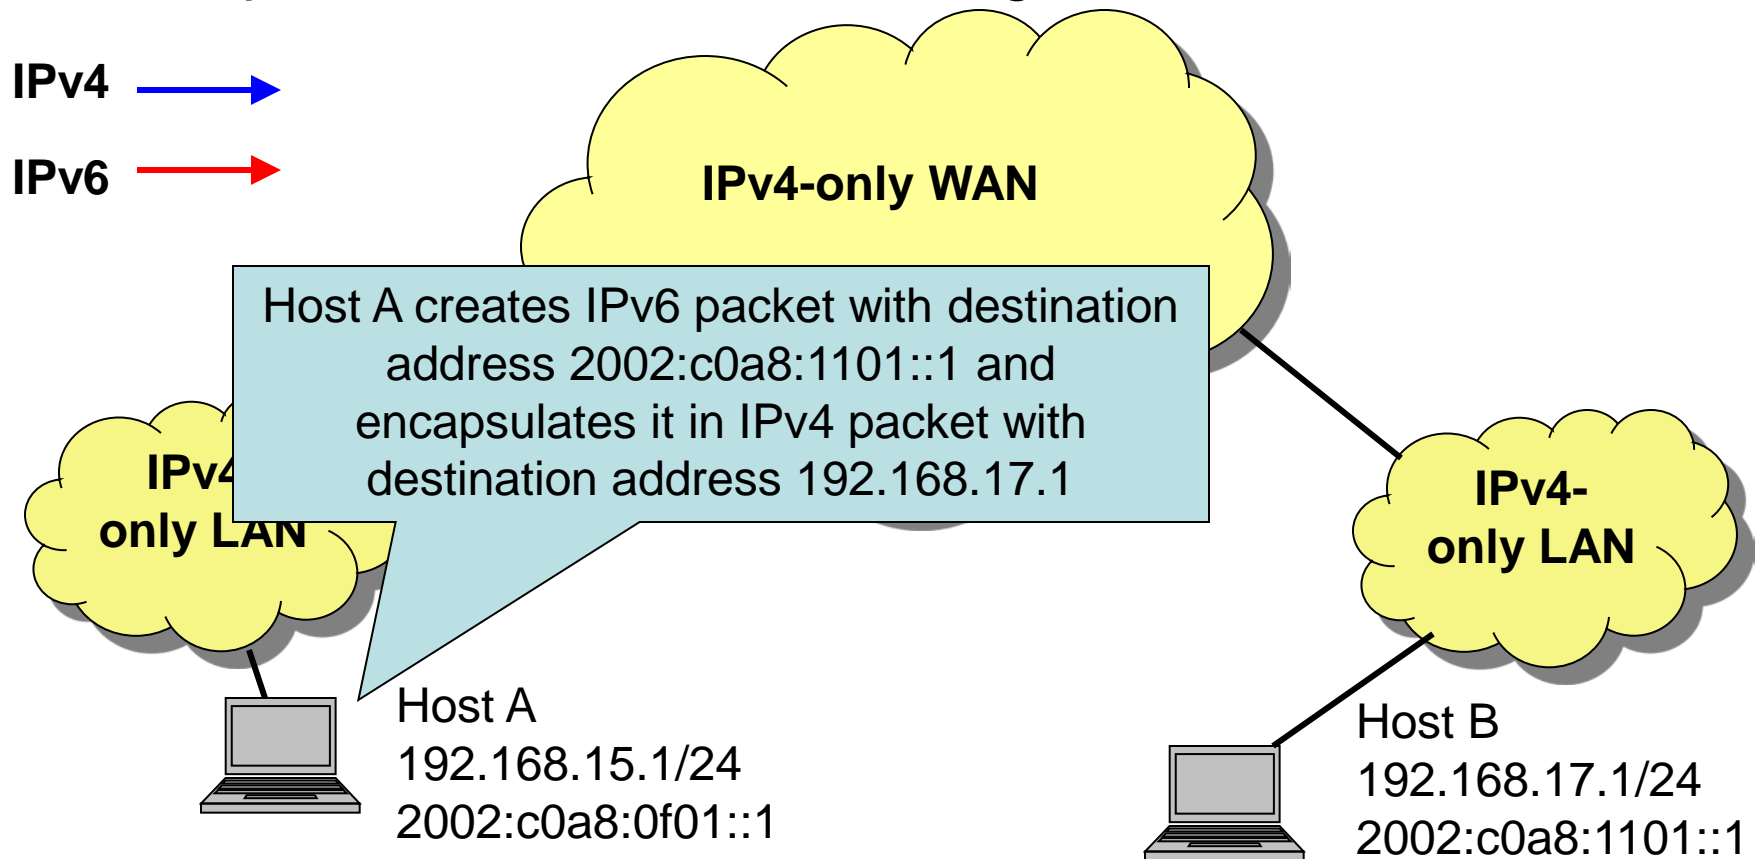 IPv4
IPv6
IPv4-only WAN
Host A creates IPv6 packet with destination
address 2002:c0a8:1101::1 and
encapsulates it in IPv4 packet with
destination address 192.168.17.1
IPv4
only LAN
IPv4-
only LAN
Host A
192.168.15.1/24
2002:c0a8:0f01::1
Host B
192.168.17.1/24
2002:c0a8:1101::1